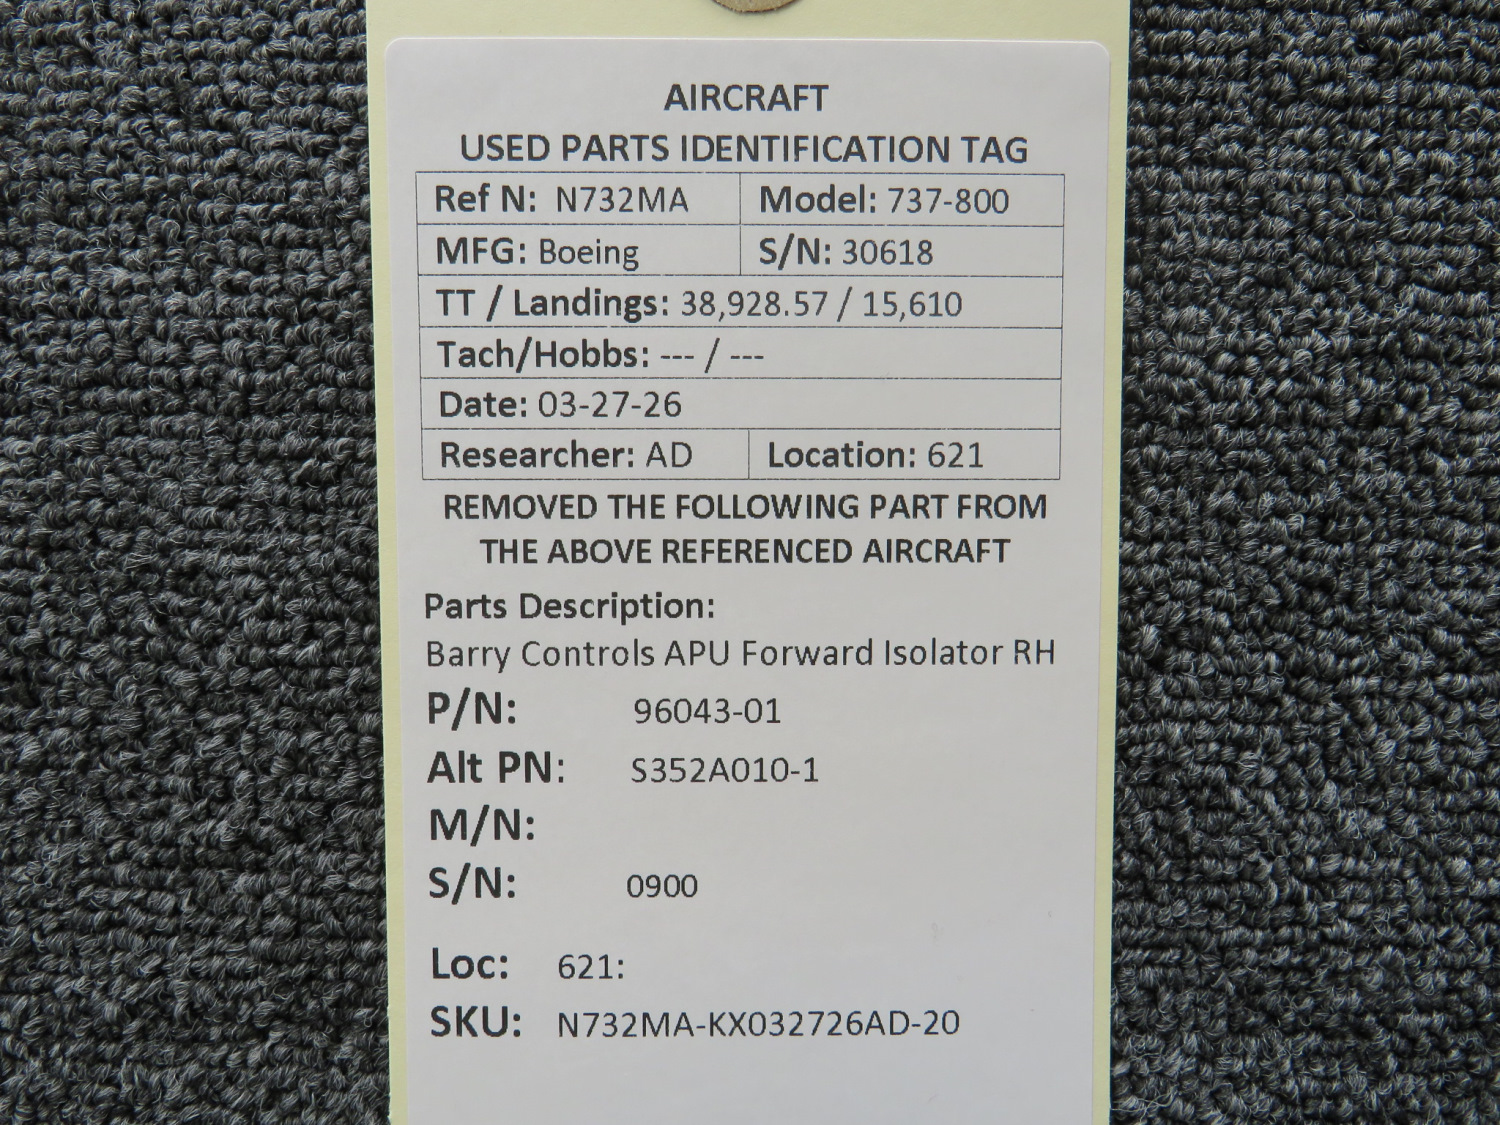 AIRCRAFT
USED PARTS IDENTIFICATION TAG
Ref N: N732MA Model: 737-800
MFG: Boeing S/N: 30618
TT / Landings: 38,928.57 / 15,610
Tach/Hobbs: --- / ---
Date: 03-27-26
Researcher: AD Location: 621
REMOVED THE FOLLOWING PART FROM
THE ABOVE REFERENCED AIRCRAFT
Parts Description:
Barry Controls APU Forward Isolator RH
P/N: 96043-01
Alt PN: S352A010-1
M/N:
S/N: 0900
Loc: 621:
SKU: N732MA-KX032726AD-20